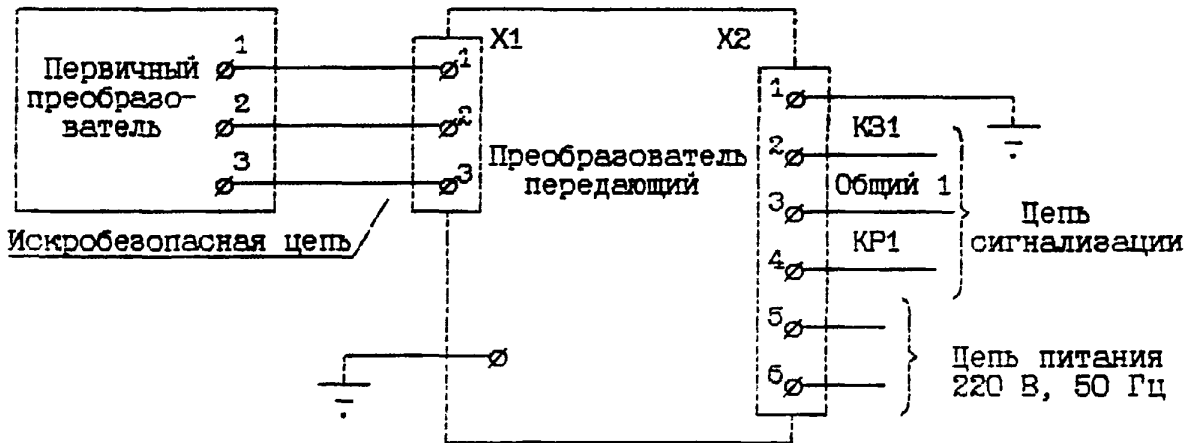 Первичный
преобразо-
ватель
1
2
3
X1
1
2
3
Искробезопасная цепь
Преобразователь
передающий
X2
1
2
3
4
5
6
КЗ1
Общий 1
КР1
Цепь
сигнализации
Цепь питания
220 В, 50 Гц